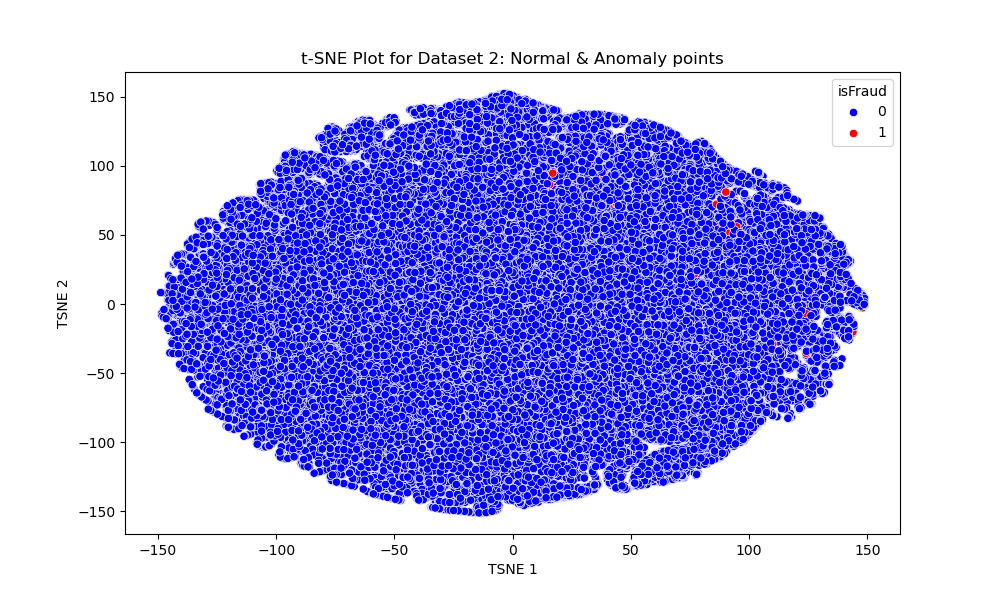 t-SNE Plot for Dataset 2: Normal & Anomaly points
isFraud
0
1
150
100
50
0
−50
−100
−150
TSNE 2
−150 −100 −50 0 50 100 150
TSNE 1